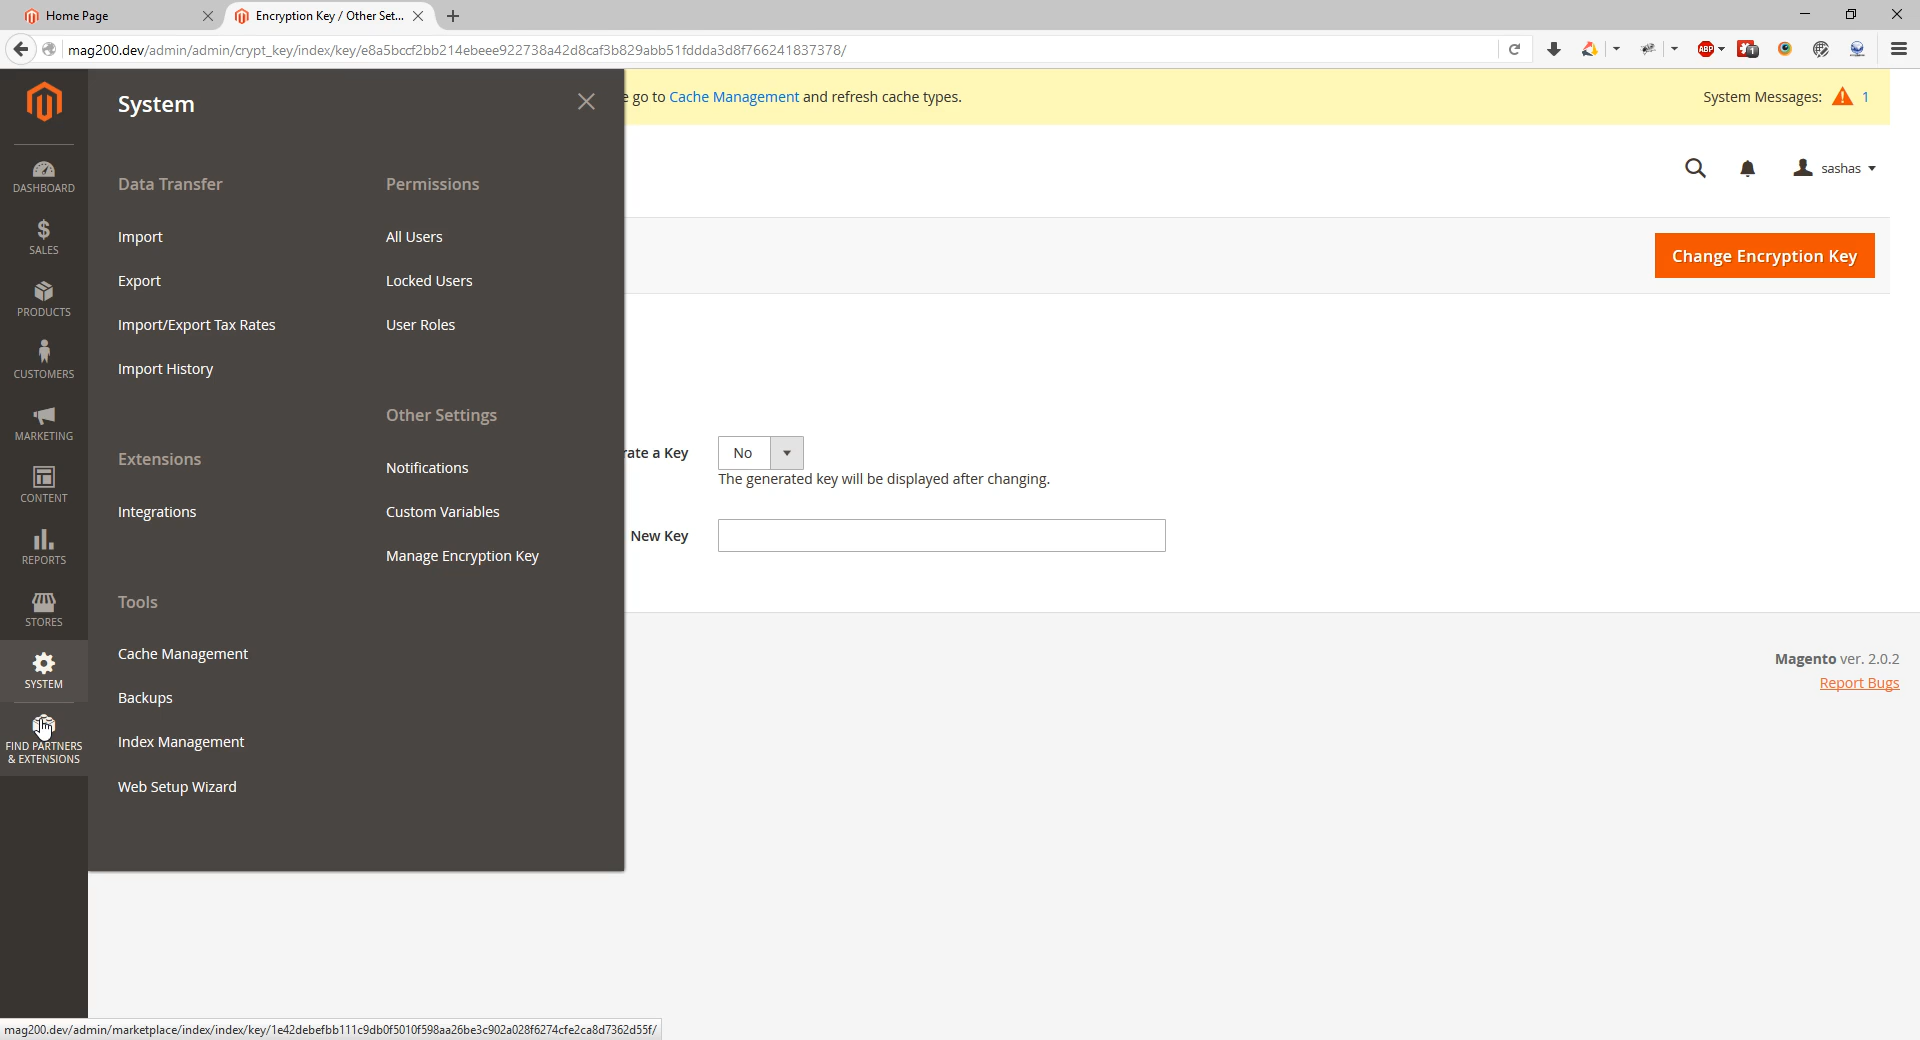 Home Page
Encryption Key / Other Set...
mag200.dev/admin/admin/crypt_key/index/key/e8a5bccf2bb214ebeee922738a42d8caf3b829abb51fddda3d8f766241837378/
ABP
1
System
e go to Cache Management and refresh cache types.
System Messages: 1
sashas
DASHBOARD
SALES
PRODUCTS
CUSTOMERS
MARKETING
CONTENT
REPORTS
STORES
SYSTEM
FIND PARTNERS
& EXTENSIONS
Data Transfer
Import
Export
Import/Export Tax Rates
Import History
Extensions
Integrations
Tools
Cache Management
Backups
Index Management
Web Setup Wizard
Permissions
All Users
Locked Users
User Roles
Other Settings
Notifications
Custom Variables
Manage Encryption Key
Change Encryption Key
rate a Key
No
The generated key will be displayed after changing.
New Key
Magento ver. 2.0.2
Report Bugs
mag200.dev/admin/marketplace/index/index/key/1e42debefbb111c9db0f5010f598aa26be3c902a028f6274cfe2ca8d7362d55f/